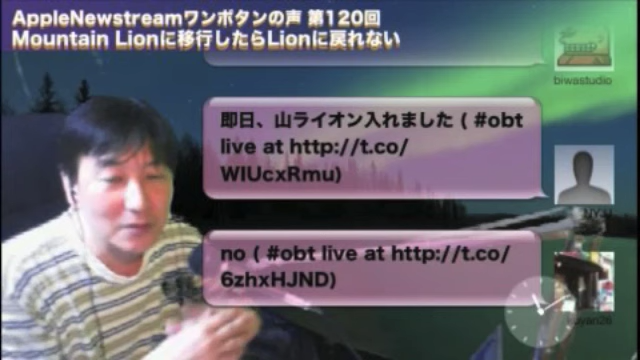 AppleNewstreamワンボタンの声 第120回
Mountain Lionに移行したらLionに戻れない
biwastudio
即日、山ライオン入れました ( #obt
live at http://t.co/
WIUcxRmu)
no ( #obt live at http://t.co/
6zhxHJND)